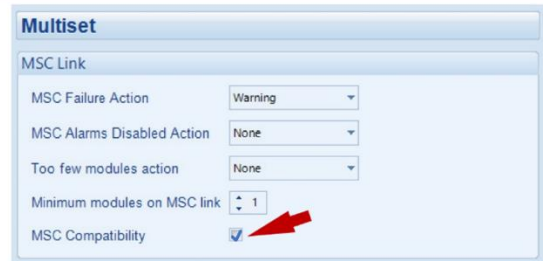 Multiset
MSC Link
MSC Failure Action Warning
MSC Alarms Disabled Action None
Too few modules action None
Minimum modules on MSC link 1
MSC Compatibility